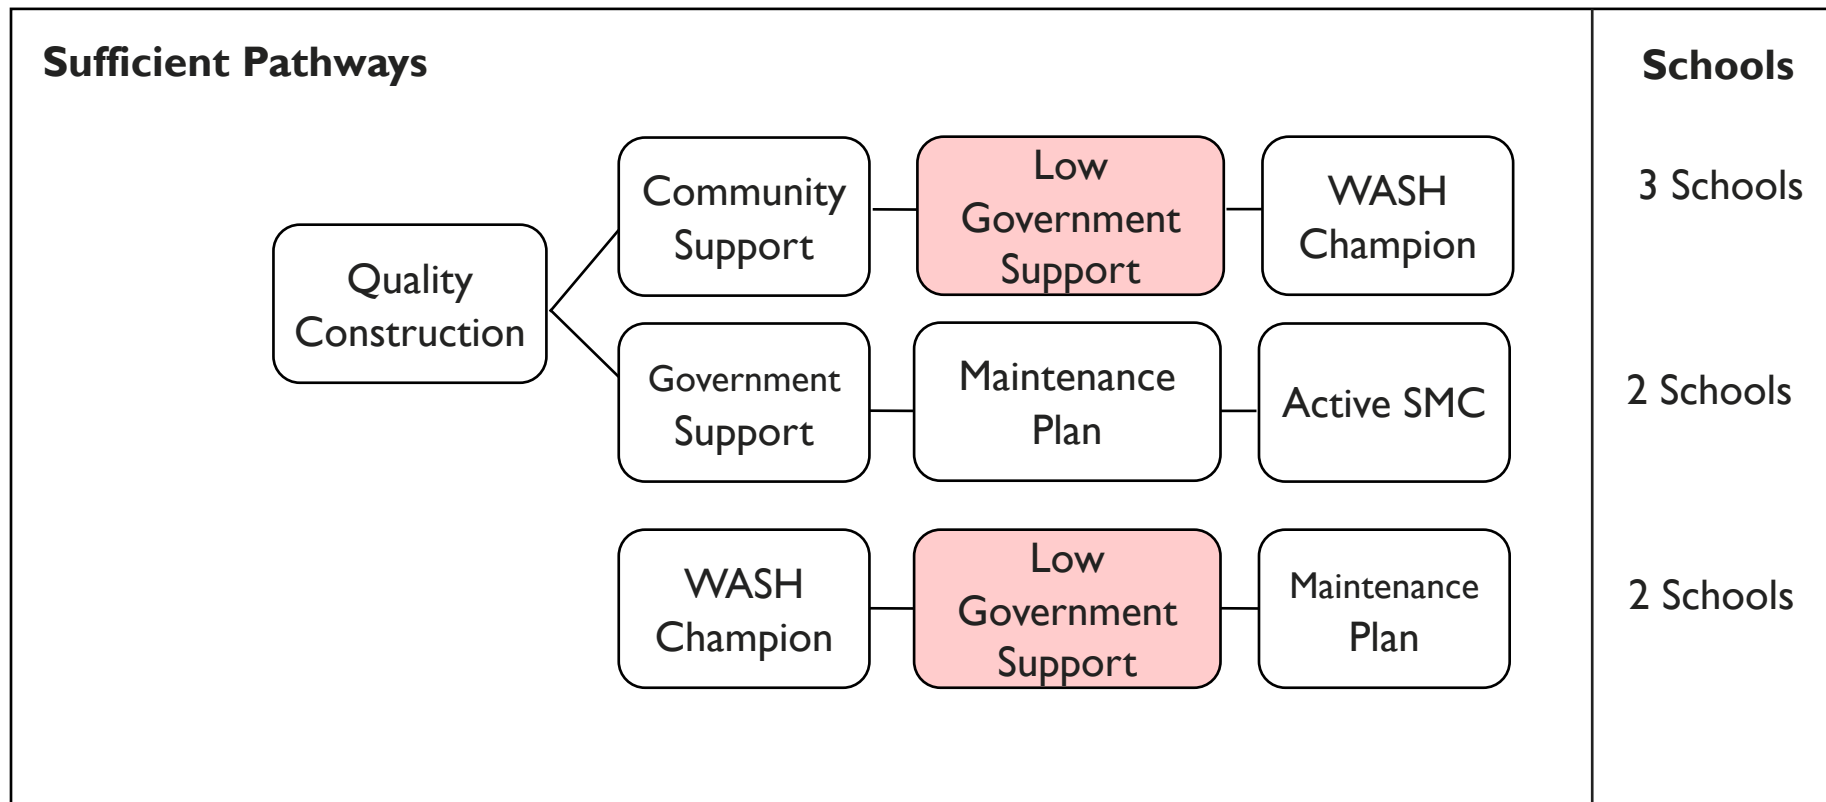 Sufficient Pathways
Schools
Quality
Construction
Community
Support
Low
Government
Support
WASH
Champion
3 Schools
Government
Support
Maintenance
Plan
Active SMC
2 Schools
WASH
Champion
Low
Government
Support
Maintenance
Plan
2 Schools